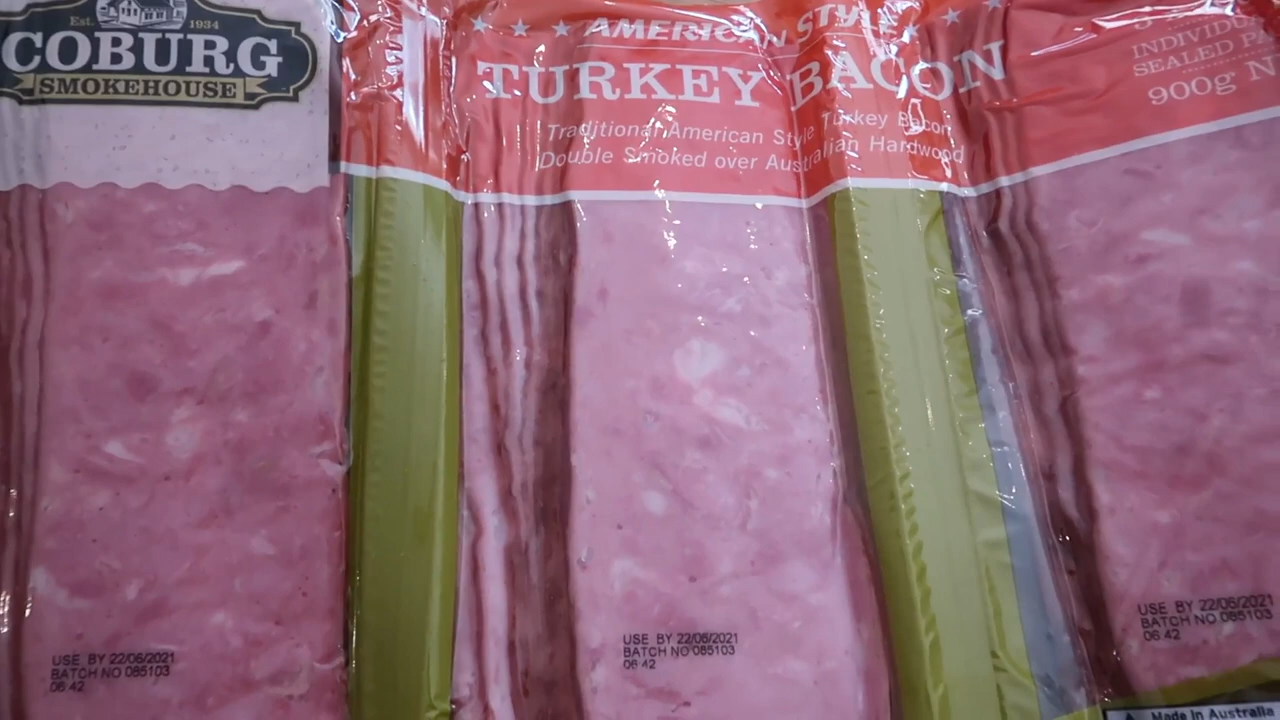 Est. 1934
COBURG
SMOKEHOUSE
AMERICAN STYLE
TURKEY BACON
Traditional American Style Turkey Bacon
Double Smoked over Australian Hardwood
INDIVIDU
SEALED PA
900g N
USE BY 22/06/2021
BATCH NO 085103
06 42
USE BY 22/06/2021
BATCH NO 085103
06 42
USE BY 22/06/2021
BATCH NO 085103
06 42
Made in Australia